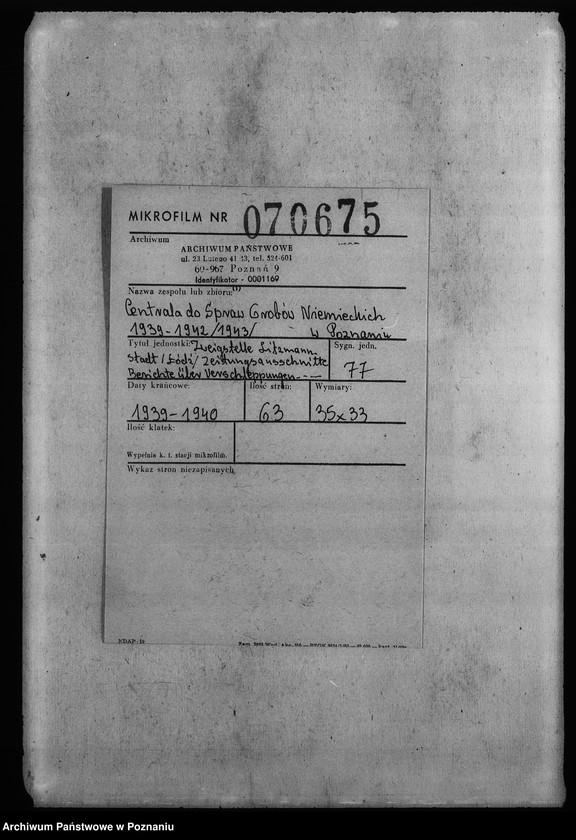 MIKROFILM NR 070675
Archiwum
ARCHIWUM PAŃSTWOWE
ul. 23 Lutego 41 43, tel. 524-601
60-967 Poznań 9
Identyfikator - 0001169
Nazwa zespołu lub zbioru:
Centrala do Spraw Grobów Niemieckich
1939-1942/1943/ w Poznaniu
Tytuł jednostki: Zweigstelle Litzmann
stadt /Łódź/ Zeitungsausschnitte
Berichte über Verschleppungen
Sygn. jedn.
77
Daty krańcowe:
1939-1940
Ilość stron:
63
Wymiary:
35x33
Ilość klatek:
Wypełnia k. t. stacji mikrofilm.
Wykaz stron niezapisanych
Archiwum Państwowe w Poznaniu